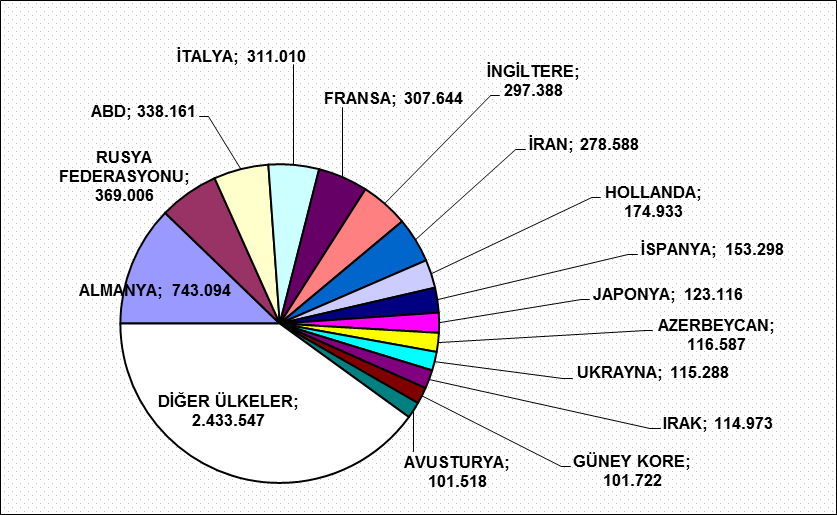 İTALYA; 311.010
İNGİLTERE;
297.388
ABD; 338.161
FRANSA; 307.644
İRAN; 278.588
RUSYA
FEDERASYONU;
369.006
HOLLANDA;
174.933
İSPANYA; 153.298
ALMANYA; 743.094
JAPONYA; 123.116
AZERBEYCAN;
116.587
UKRAYNA; 115.288
DİĞER ÜLKELER;
2.433.547
IRAK; 114.973
AVUSTURYA;
101.518
GÜNEY KORE;
101.722